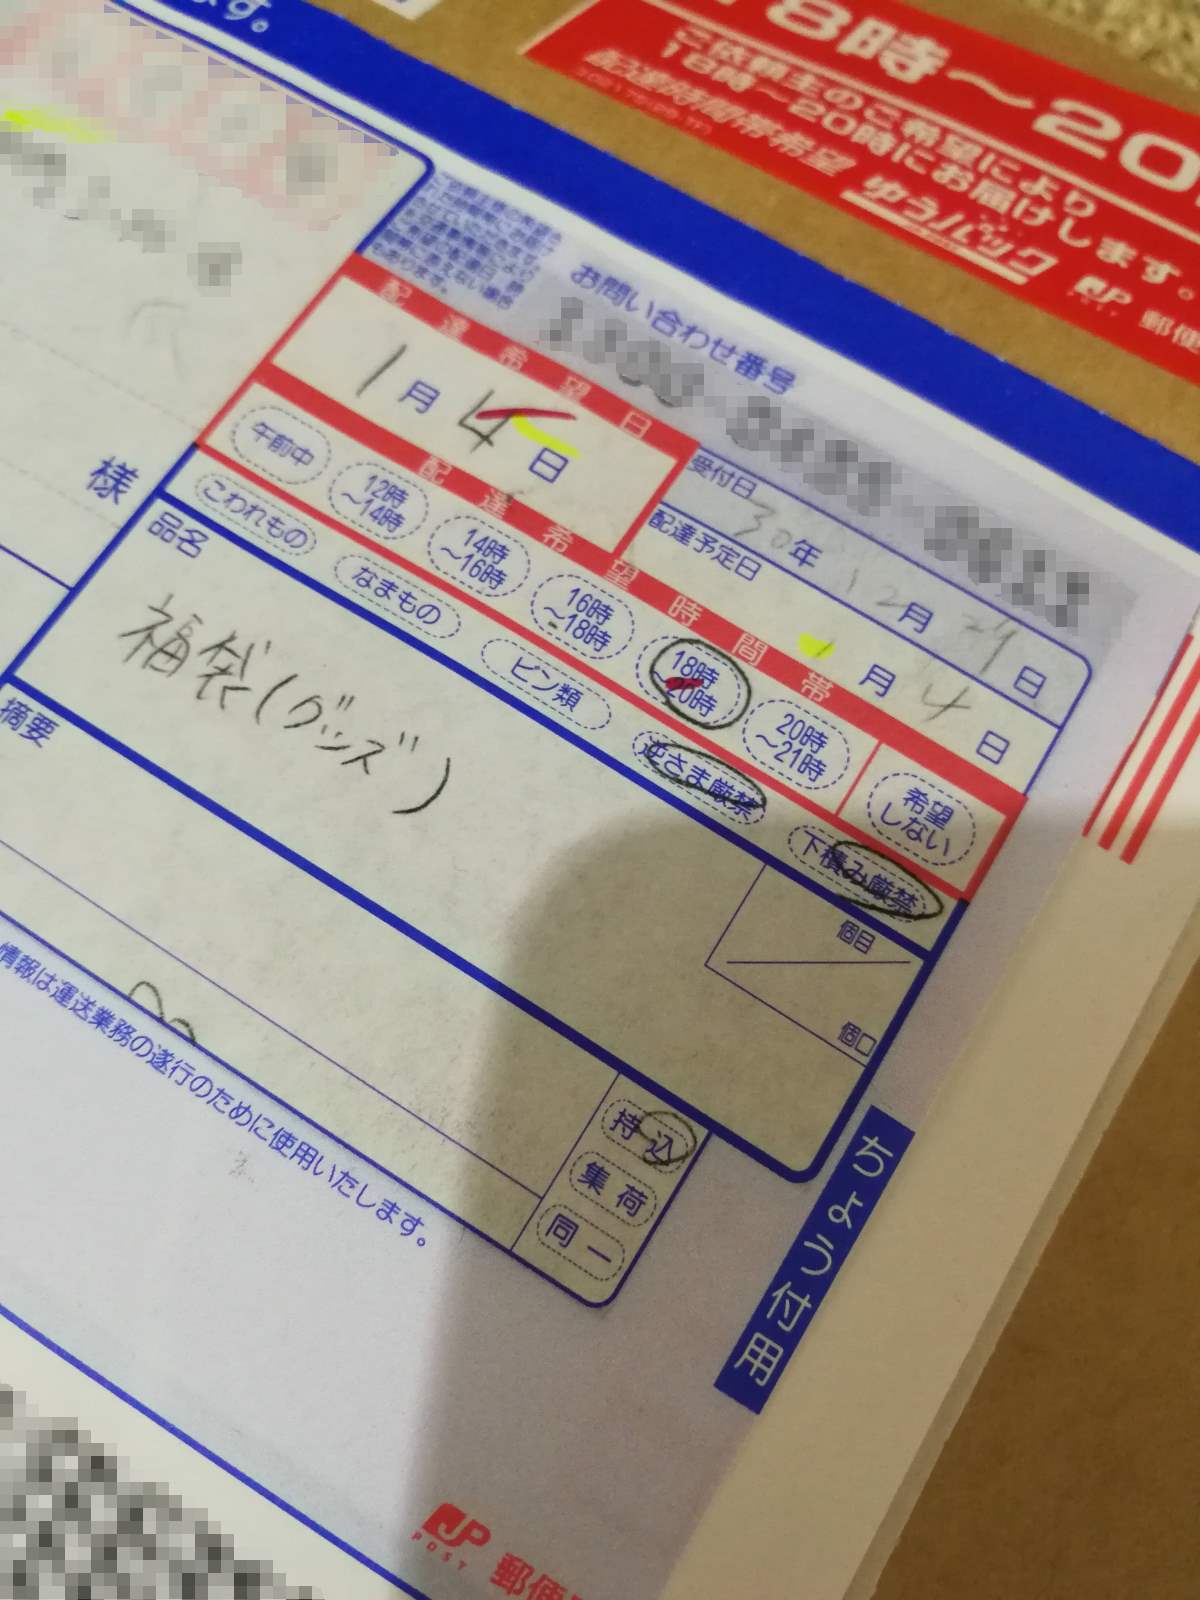 ます。
18時～20
ご依頼主のご希望により
18時～20時にお届けします。
配達時間帯希望
ゆうパック
JP
郵便
お問い合わせ番号
配達希望日
1月4日
受付日
30年12月29日
配達予定日
1月4日
配達希望時間帯
午前中
12時
～14時
14時
～16時
16時
～18時
18時
～20時
20時
～21時
希望
しない
様
こわれもの
なまもの
ビン類
逆さま厳禁
下積み厳禁
品名
福袋(グッズ)
個目
個口
摘要
持込
集荷
同一
情報は運送業務の遂行のために使用いたします。
ちょう付用
JP
POST
郵便